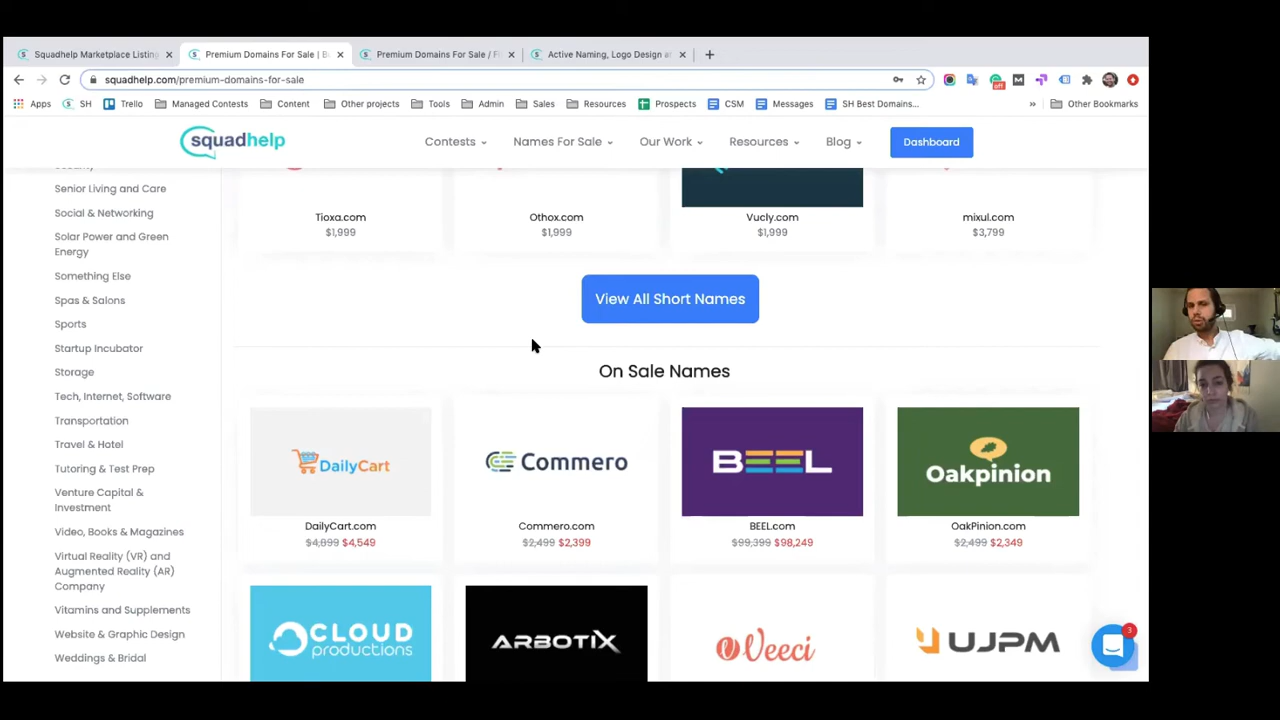 Squadhelp Marketplace Listing
Premium Domains For Sale | B
Premium Domains For Sale / F
Active Naming, Logo Design a
squadhelp.com/premium-domains-for-sale
off
Apps
SH
Trello
Managed Contests
Content
Other projects
Tools
Admin
Sales
Resources
Prospects
CSM
Messages
SH Best Domains...
Other Bookmarks
squadhelp
Contests
Names For Sale
Our Work
Resources
Blog
Dashboard
Senior Living and Care
Social & Networking
Solar Power and Green
Energy
Something Else
Spas & Salons
Sports
Startup Incubator
Storage
Tech, Internet, Software
Transportation
Travel & Hotel
Tutoring & Test Prep
Venture Capital &
Investment
Video, Books & Magazines
Virtual Reality (VR) and
Augmented Reality (AR)
Company
Vitamins and Supplements
Website & Graphic Design
Weddings & Bridal
Tioxa.com
$1,999
Othox.com
$1,999
Vucly.com
$1,999
mixul.com
$3,799
View All Short Names
On Sale Names
DailyCart
DailyCart.com
$4,899 $4,549
Commero
Commero.com
$2,499 $2,399
BEEL
BEEL.com
$99,399 $98,249
Oakpinion
OakPinion.com
$2,499 $2,349
CLOUD
productions
ARBOTIX
Veeci
UJPM
3